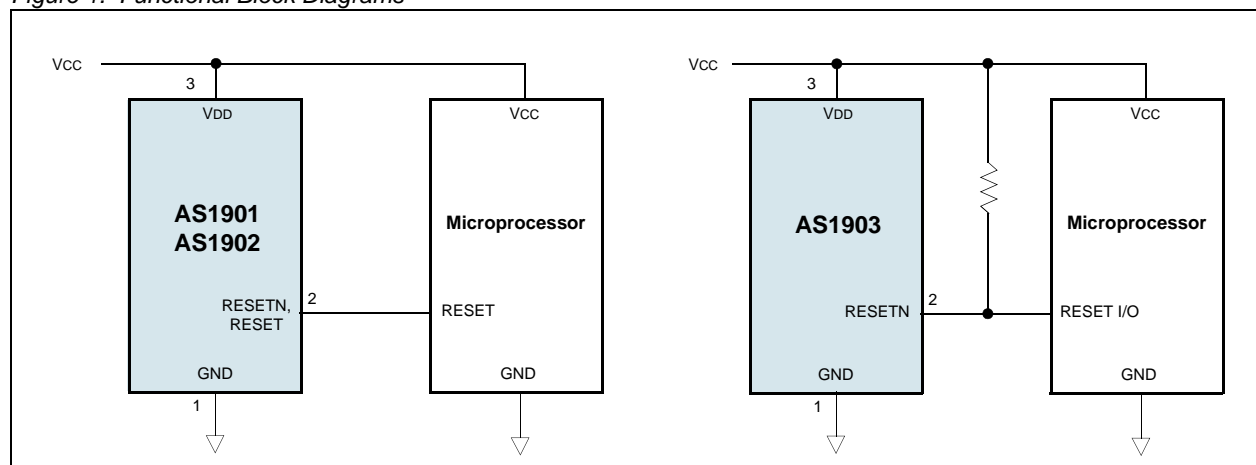 Figure 1. Functional Block Diagrams
VCC
3
VDD
VCC
AS1901
AS1902
Microprocessor
RESETN,
RESET
2
RESET
GND
GND
1
VCC
3
VDD
VCC
AS1903
Microprocessor
RESETN
2
RESET I/O
GND
GND
1